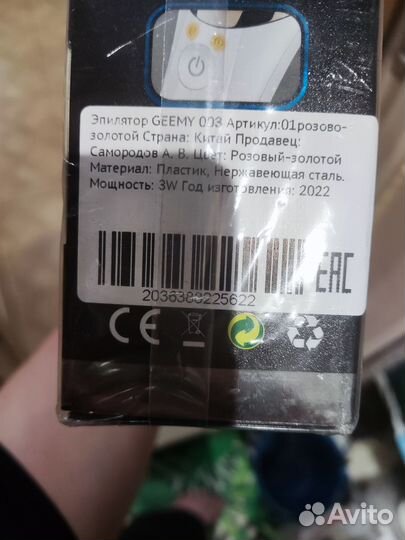 Эпилятор GEEMY 003 Артикул:01розово-
золотой Страна: Китай Продавец:
Самородов А. В. Цвет: Розовый-золотой
Материал: Пластик, Нержавеющая сталь.
Мощность: 3W Год изготовления: 2022
EAC
2036383225622
CE
Avito